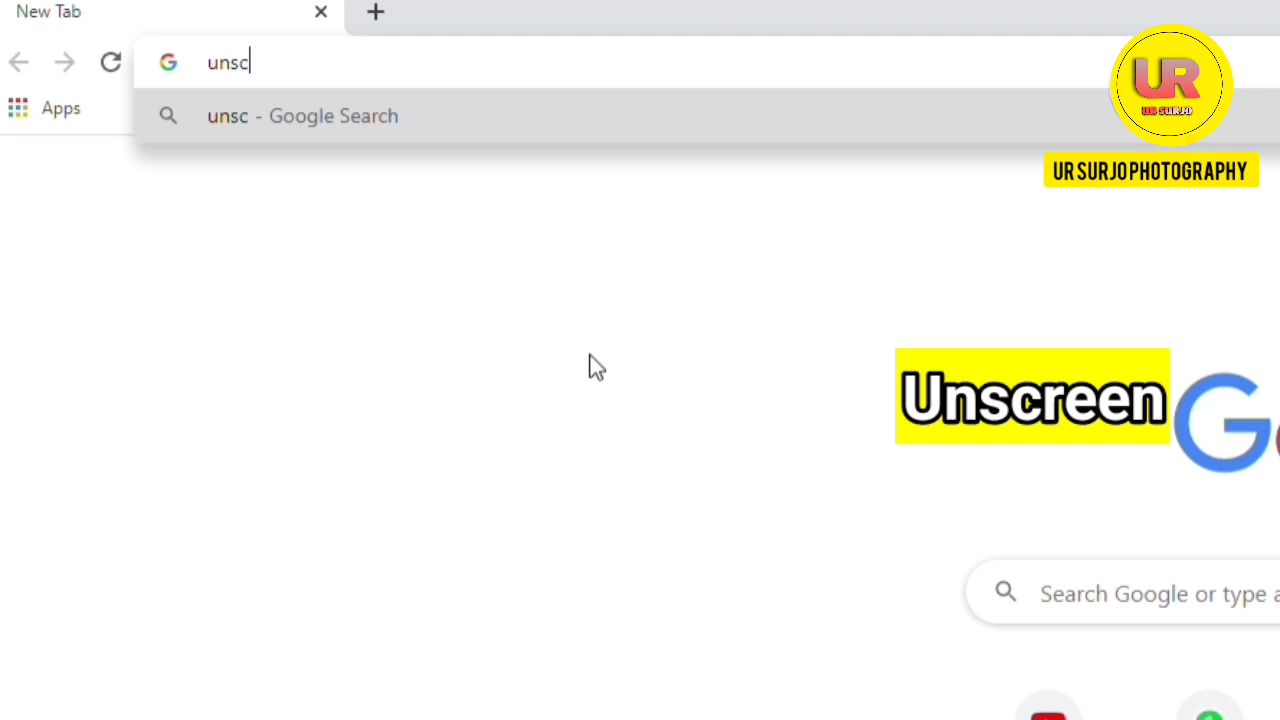 New Tab
unsc
Apps
unsc - Google Search
UR
UR SURJO
UR SURJO PHOTOGRAPHY
Unscreen
G
Search Google or type a